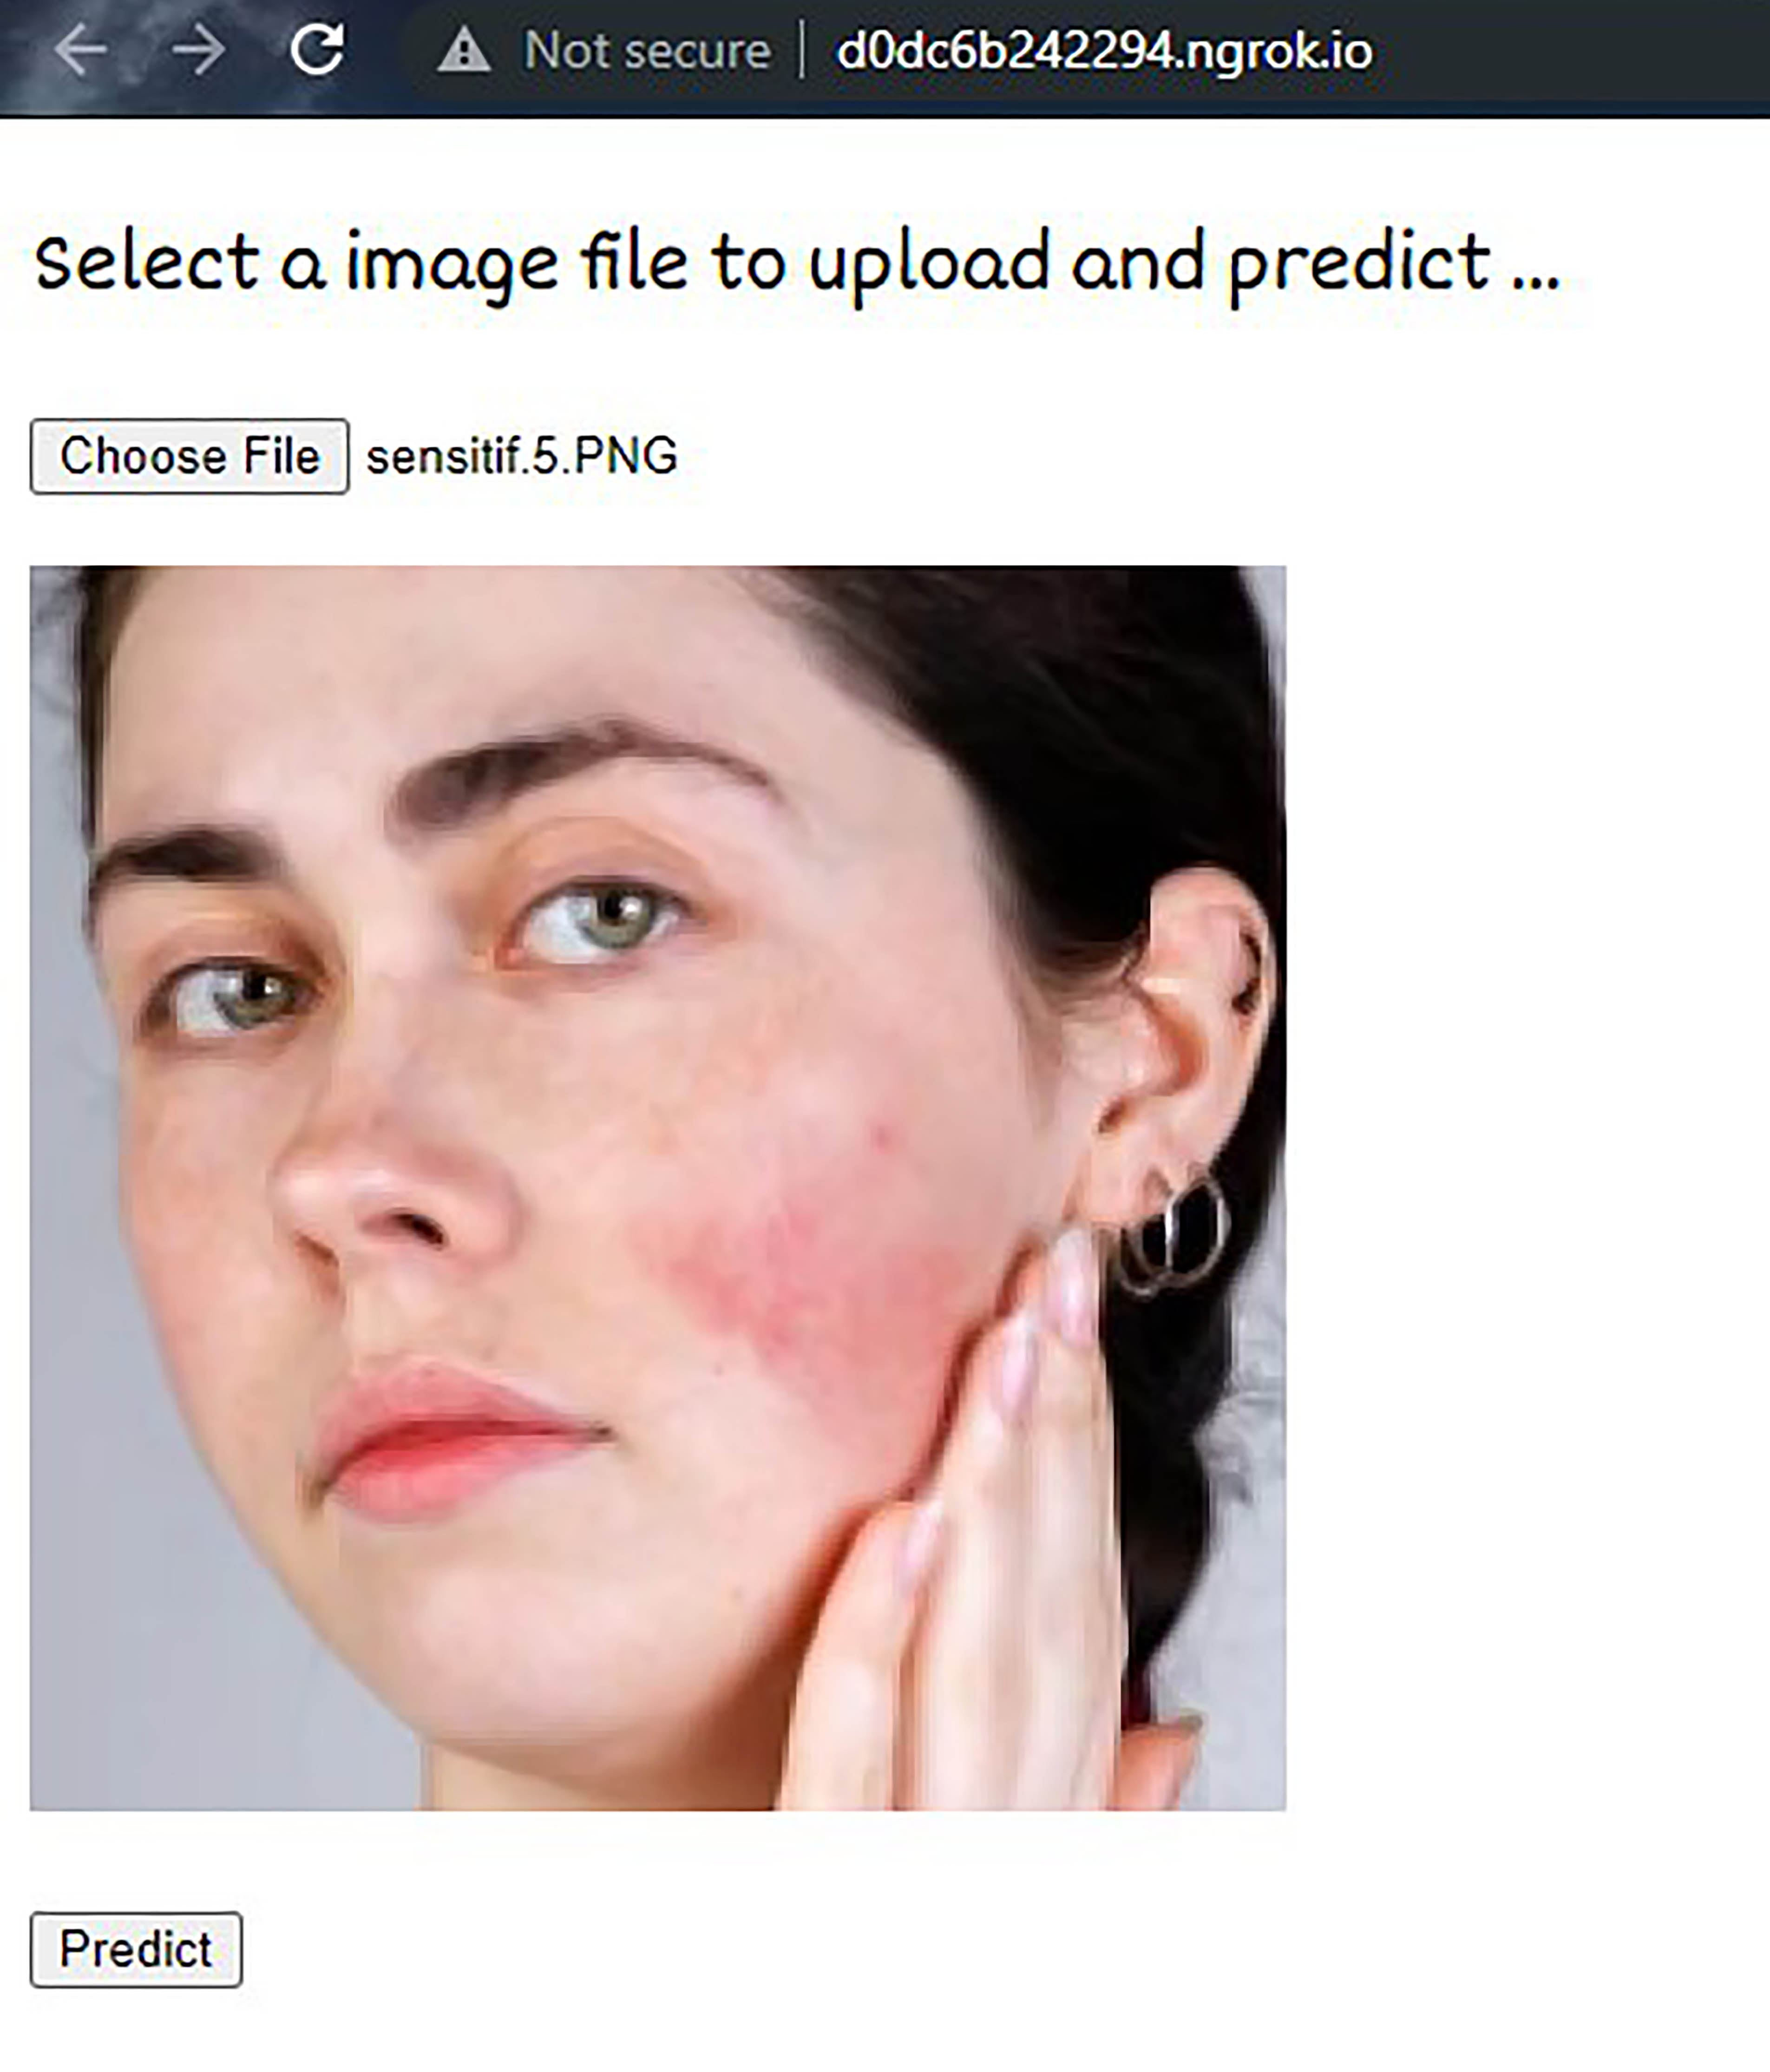 Not secure | d0dc6b242294.ngrok.io
Select a image file to upload and predict ...
Choose File sensitif.5.PNG
Predict